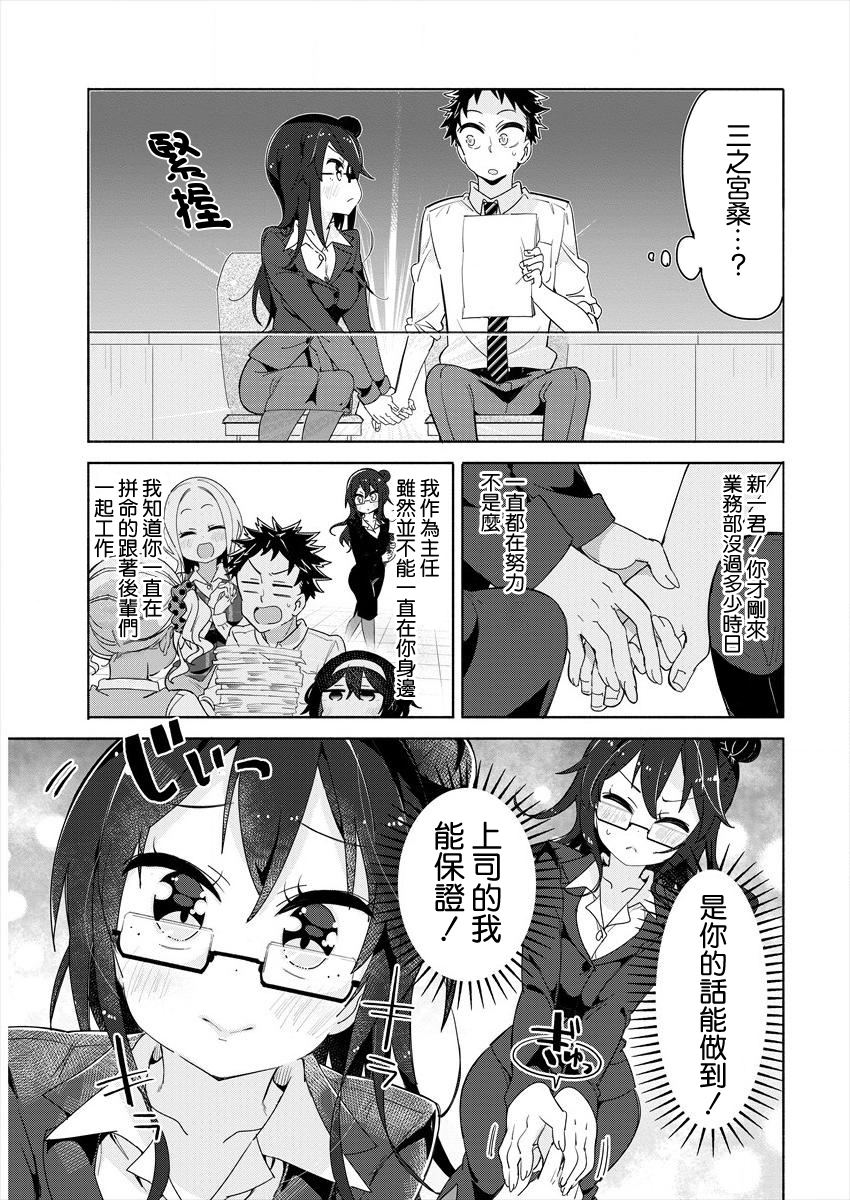 三之宮桑…？
緊握
新一君！你才剛來
業務部沒過多少時日
一直都在努力
不是麼
我作為主任
雖然並不能一直在你身邊
我知道你一直在
拼命的跟著後輩們
一起工作
是你的話能做到！
ぎゅっ
上司的我
能保證！
じぃっ
キラ
キラ